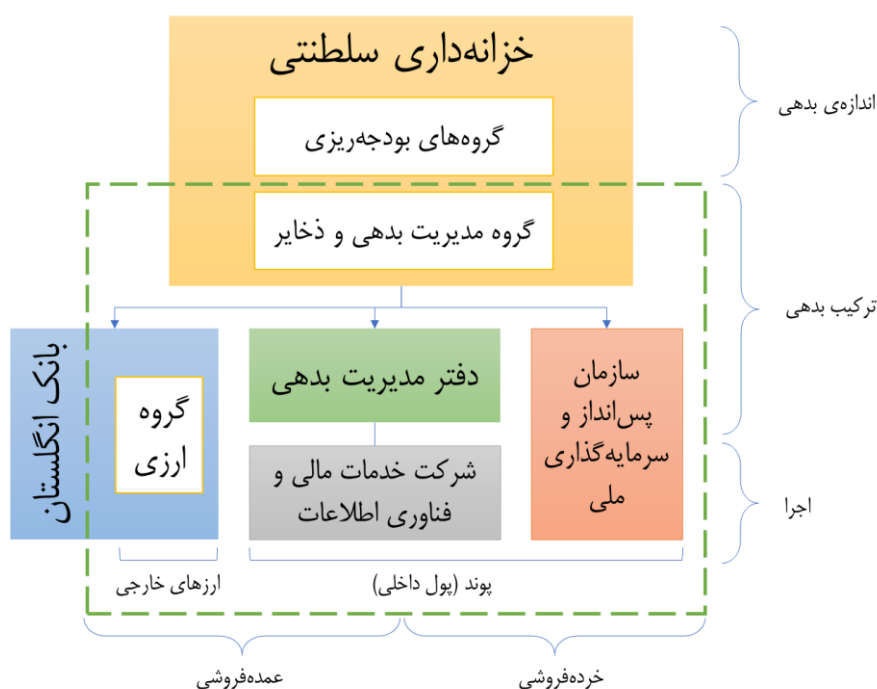 خزانه‌داری سلطنتی
اندازه‌ی بدهی
گروه‌های بودجه‌ریزی
گروه مدیریت بدهی و ذخایر
ترکیب بدهی
سازمان
پس‌انداز و
سرمایه‌گذاری
ملی
دفتر مدیریت بدهی
بانک انگلستان
گروه
ارزی
شرکت خدمات مالی و
فناوری اطلاعات
اجرا
پوند (پول داخلی)
ارزهای خارجی
خرده‌فروشی
عمده‌فروشی